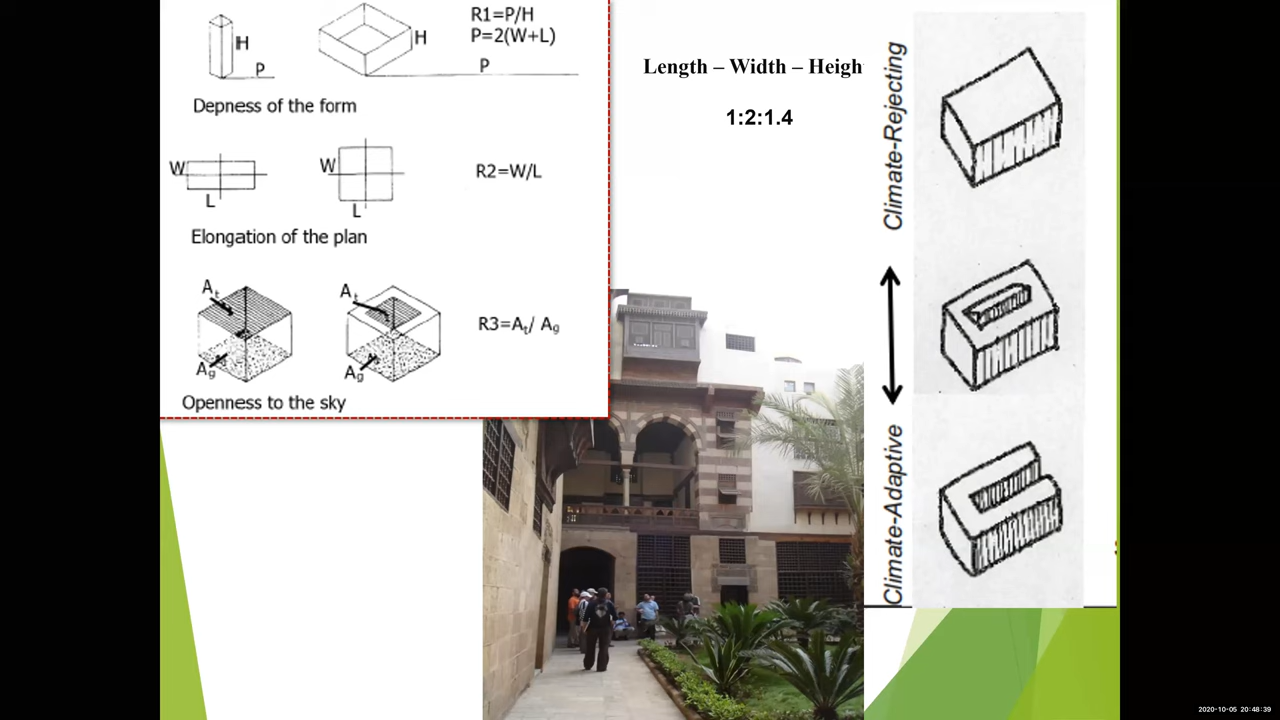 R1=P/H
P=2(W+L)
H
P
H
P
Depness of the form
W
L
W
L
R2=W/L
Elongation of the plan
At
Ag
At
Ag
R3=At/ Ag
Openness to the sky
Length – Width – Heigh
1:2:1.4
Climate-Rejecting
Climate-Adaptive
2020-10-05 20:48:39